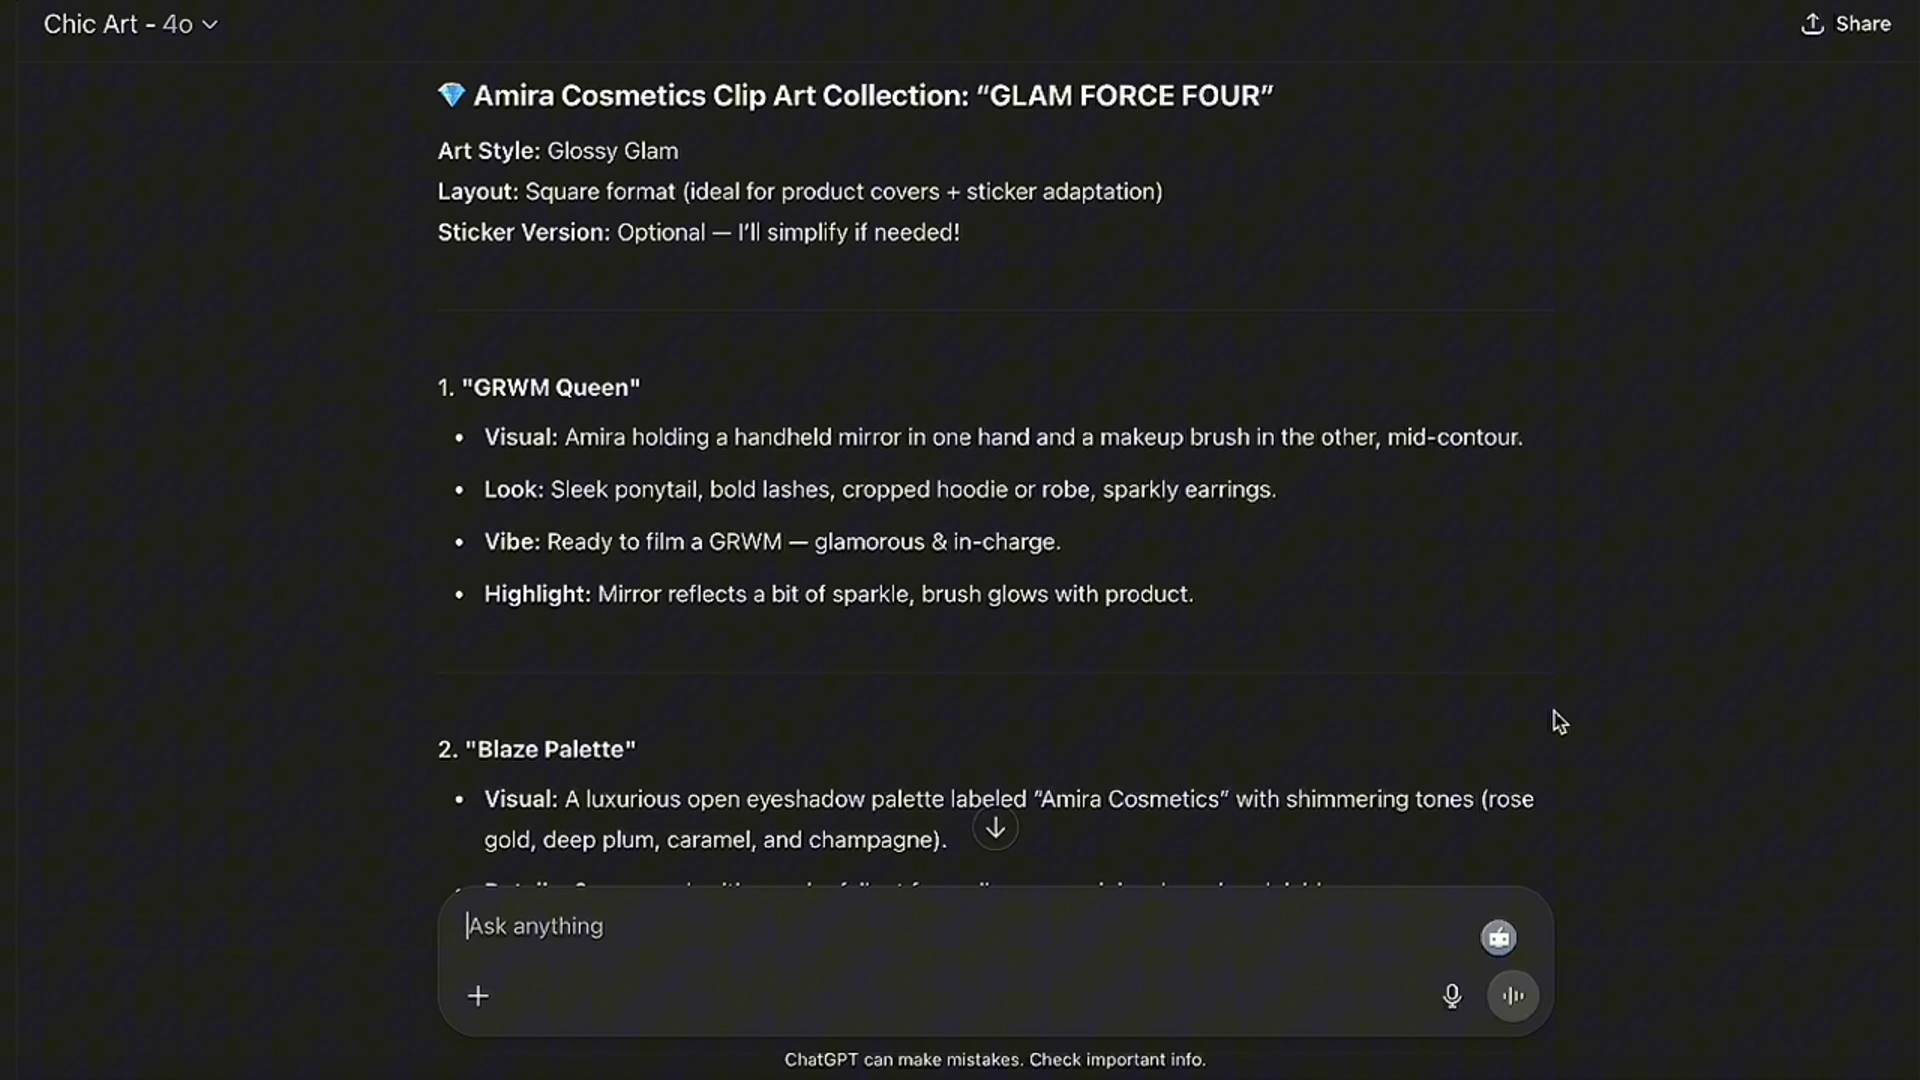 Chic Art - 4o
Share
💎 Amira Cosmetics Clip Art Collection: “GLAM FORCE FOUR”
Art Style: Glossy Glam
Layout: Square format (ideal for product covers + sticker adaptation)
Sticker Version: Optional — I’ll simplify if needed!
1. "GRWM Queen"
• Visual: Amira holding a handheld mirror in one hand and a makeup brush in the other, mid-contour.
• Look: Sleek ponytail, bold lashes, cropped hoodie or robe, sparkly earrings.
• Vibe: Ready to film a GRWM — glamorous & in-charge.
• Highlight: Mirror reflects a bit of sparkle, brush glows with product.
2. "Blaze Palette"
• Visual: A luxurious open eyeshadow palette labeled “Amira Cosmetics” with shimmering tones (rose
gold, deep plum, caramel, and champagne).
Ask anything
ChatGPT can make mistakes. Check important info.